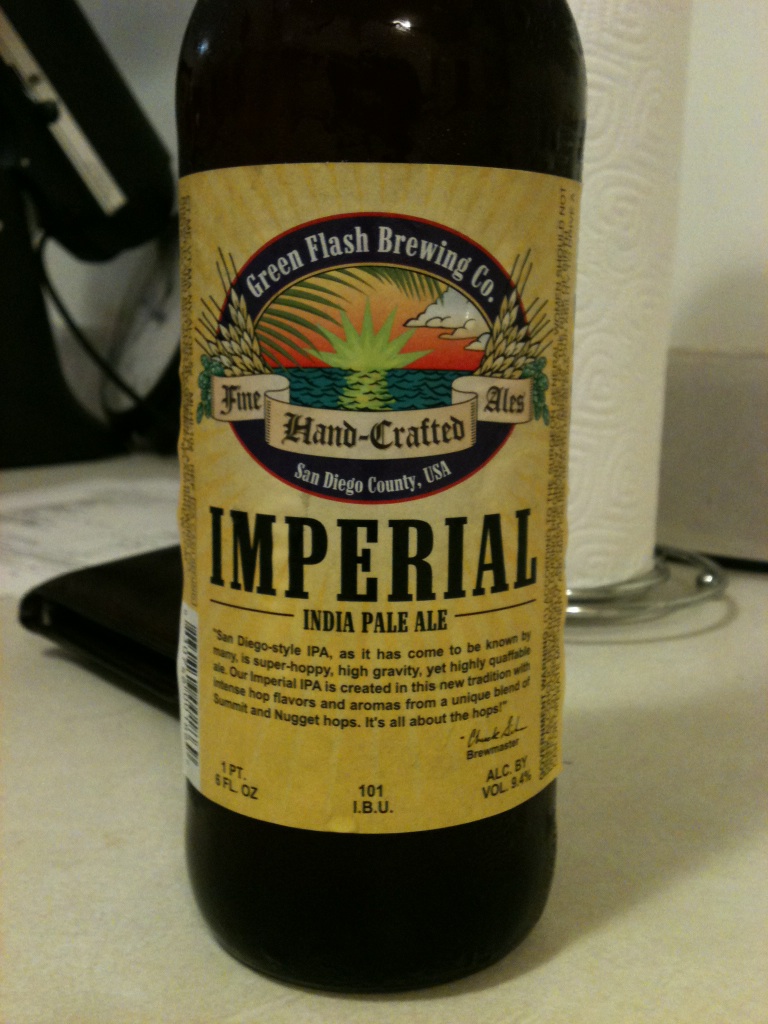 Green Flash Brewing Co.
Fine
Hand-Crafted
Ales
San Diego County, USA
IMPERIAL
INDIA PALE ALE
"San Diego-style IPA, as it has come to be known by
many, is super-hoppy, high gravity, yet highly quaffable
ale. Our Imperial IPA is created in this new tradition with
intense hop flavors and aromas from a unique blend of
Summit and Nugget hops. It's all about the hops!"
Brewmaster
1 PT.
6 FL. OZ
101
I.B.U.
ALC. BY
VOL. 9.4%
GOVERNMENT WARNING: